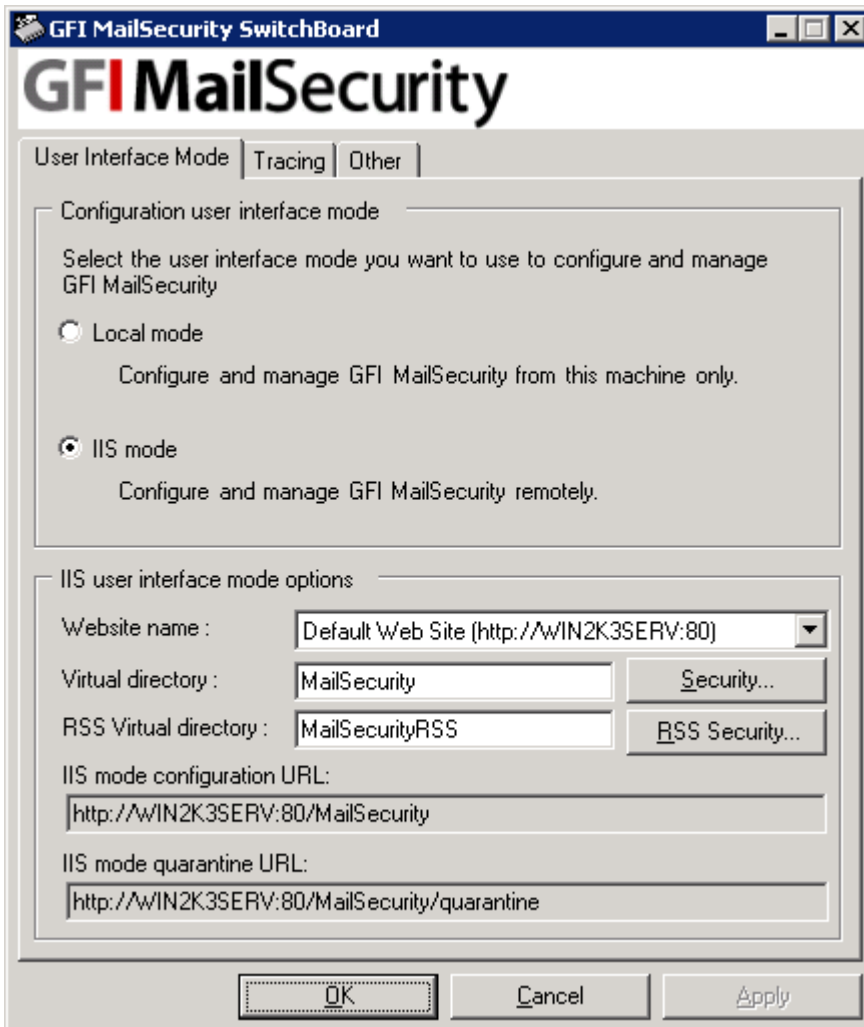 GFI MailSecurity SwitchBoard
GFI MailSecurity
User Interface Mode
Tracing
Other
Configuration user interface mode
Select the user interface mode you want to use to configure and manage
GFI MailSecurity
Local mode
Configure and manage GFI MailSecurity from this machine only.
IIS mode
Configure and manage GFI MailSecurity remotely.
IIS user interface mode options
Website name :
Default Web Site (http://WIN2K3SERV:80)
Virtual directory :
MailSecurity
Security...
RSS Virtual directory :
MailSecurityRSS
RSS Security...
IIS mode configuration URL:
http://WIN2K3SERV:80/MailSecurity
IIS mode quarantine URL:
http://WIN2K3SERV:80/MailSecurity/quarantine
OK
Cancel
Apply